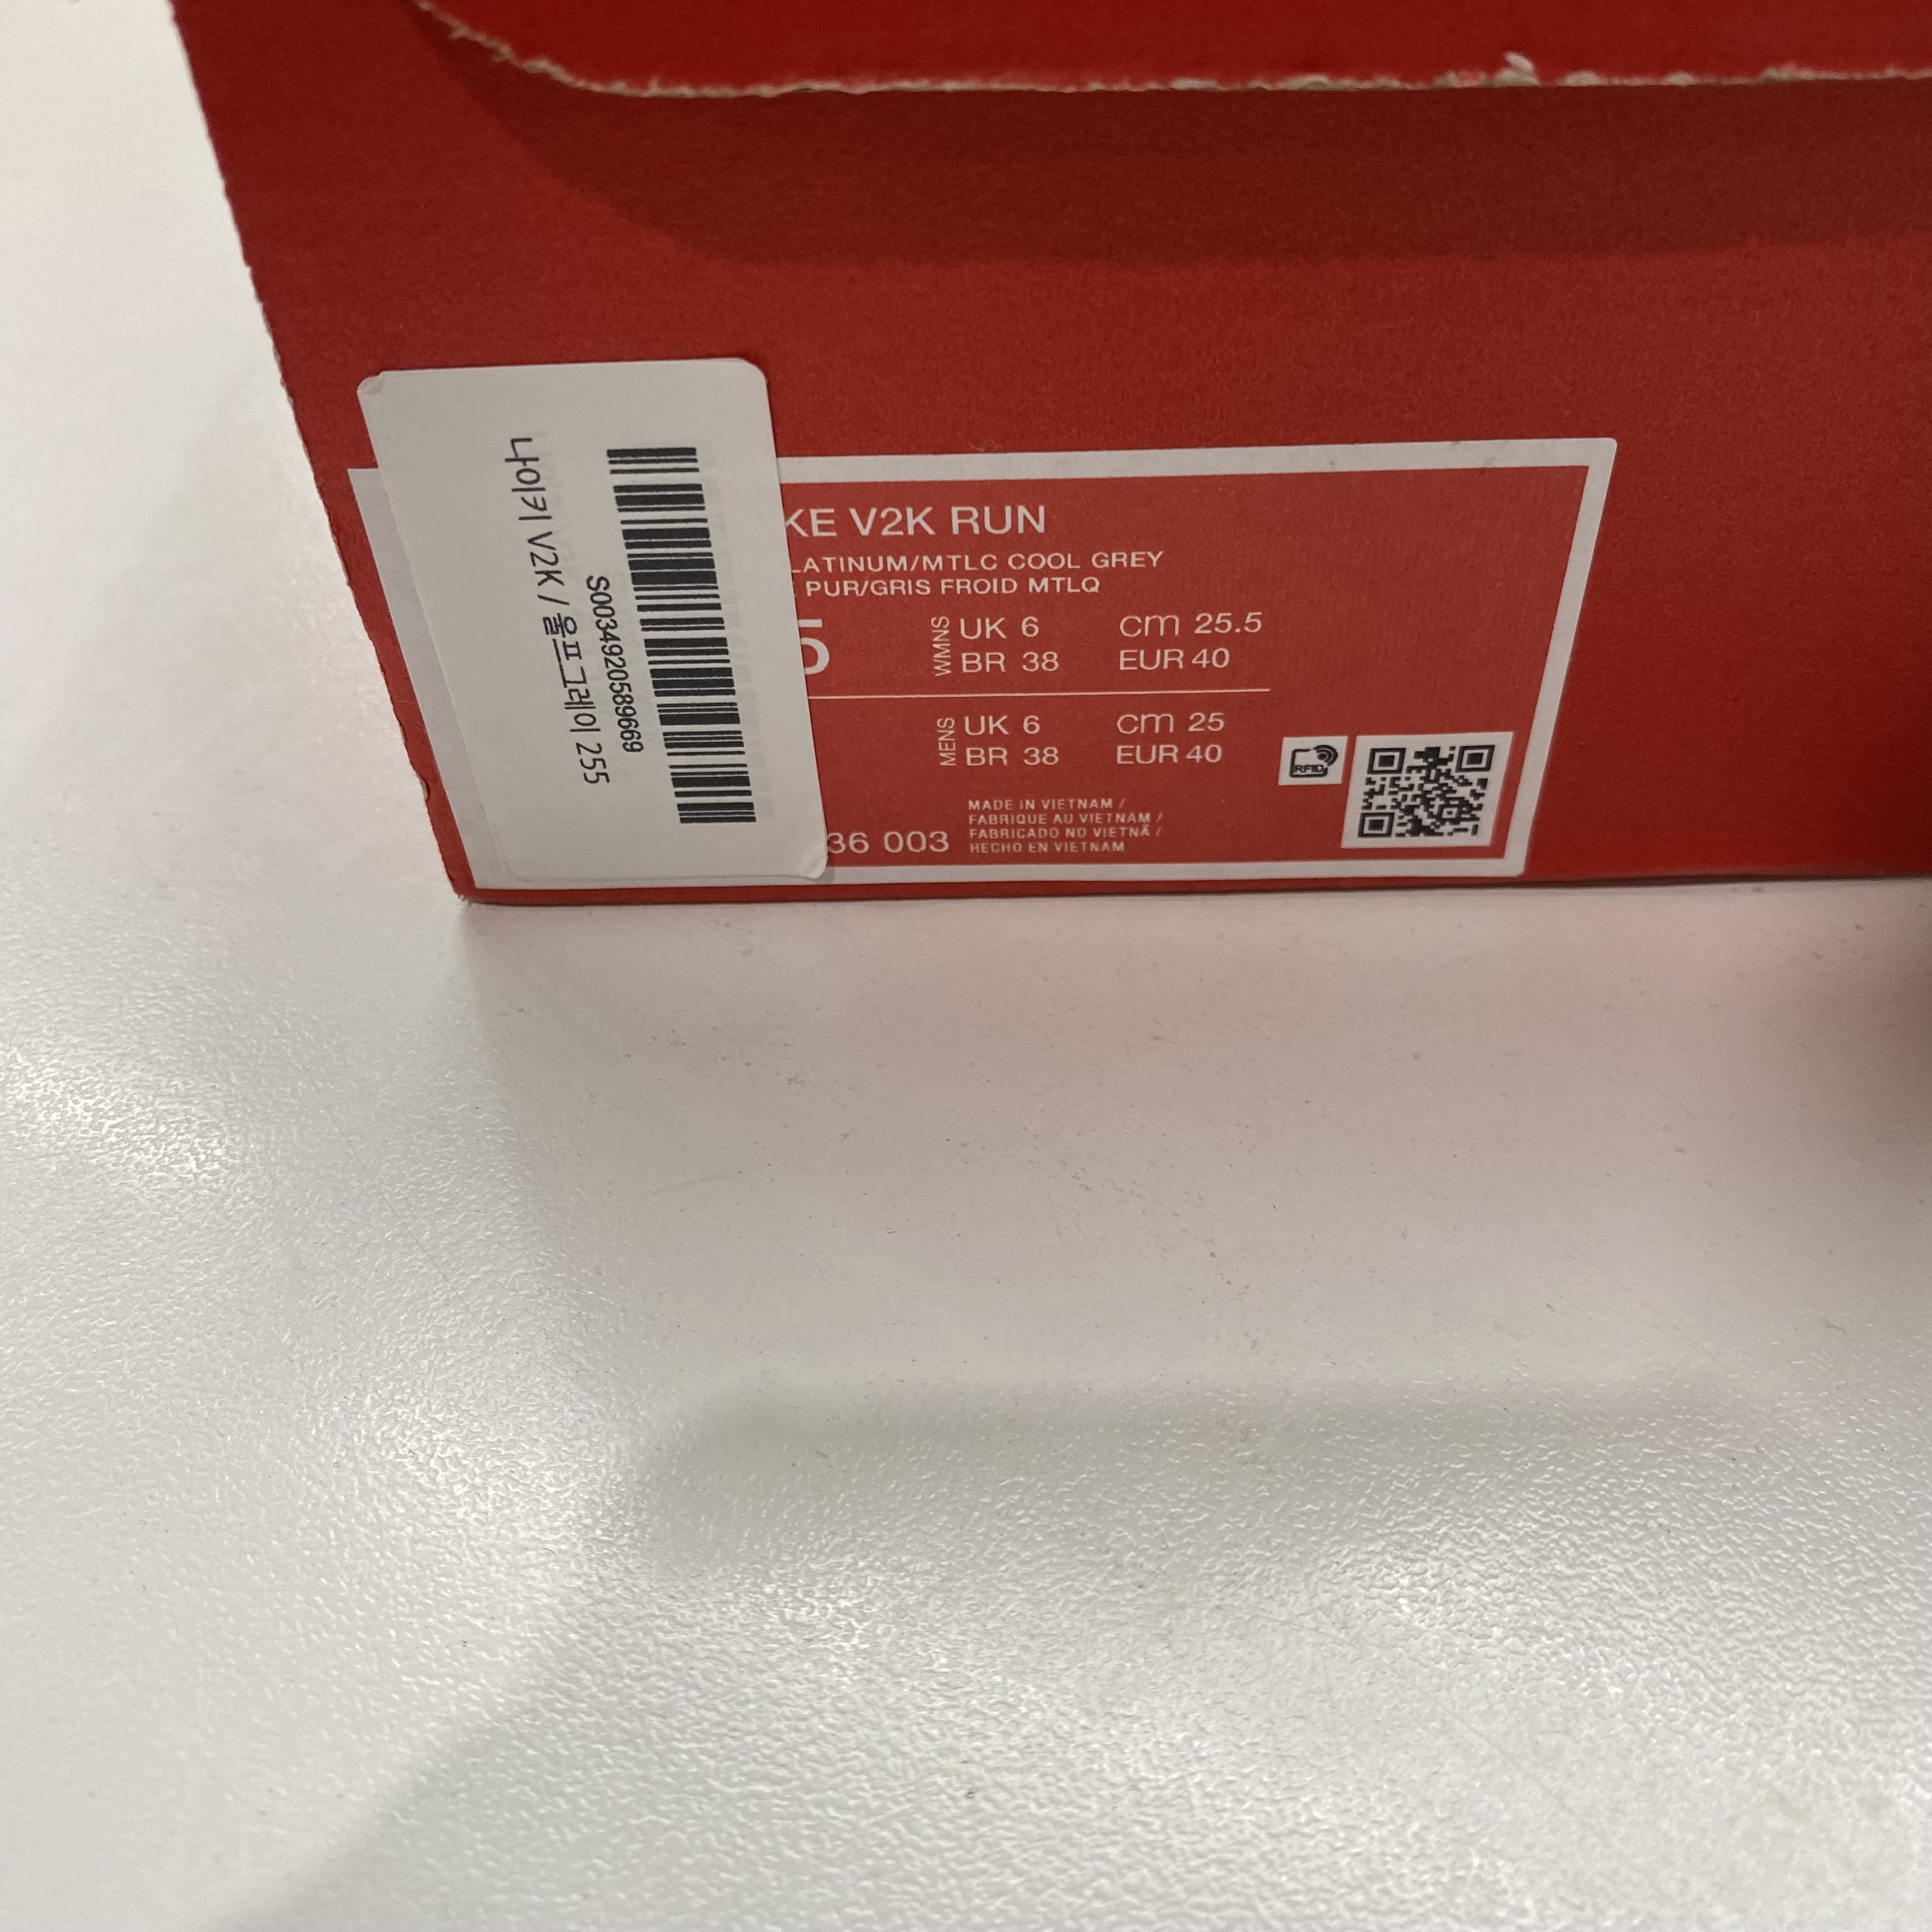 나이키 V2K / 울프그레이 255
S0034920589669
KE V2K RUN
LATINUM/MTLC COOL GREY
PUR/GRIS FROID MTLQ
5
WMNS
UK 6
cm 25.5
BR 38
EUR 40
MENS
UK 6
cm 25
BR 38
EUR 40
RFID
36 003
MADE IN VIETNAM /
FABRIQUE AU VIETNAM /
FABRICADO NO VIETNÃ /
HECHO EN VIETNAM